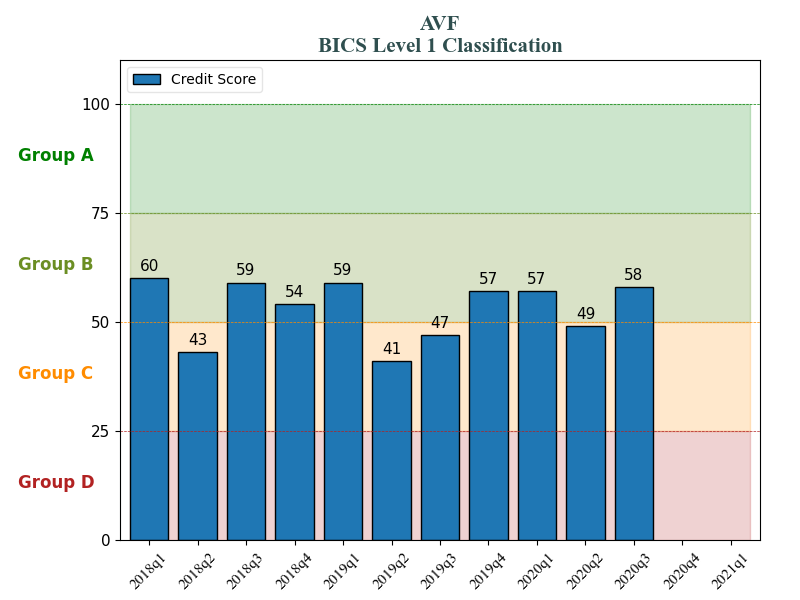 AVF
BICS Level 1 Classification
Credit Score
100
Group A
75
Group B
60
43
59
54
59
41
47
57
57
49
58
50
Group C
25
Group D
0
2018q1
2018q2
2018q3
2018q4
2019q1
2019q2
2019q3
2019q4
2020q1
2020q2
2020q3
2020q4
2021q1